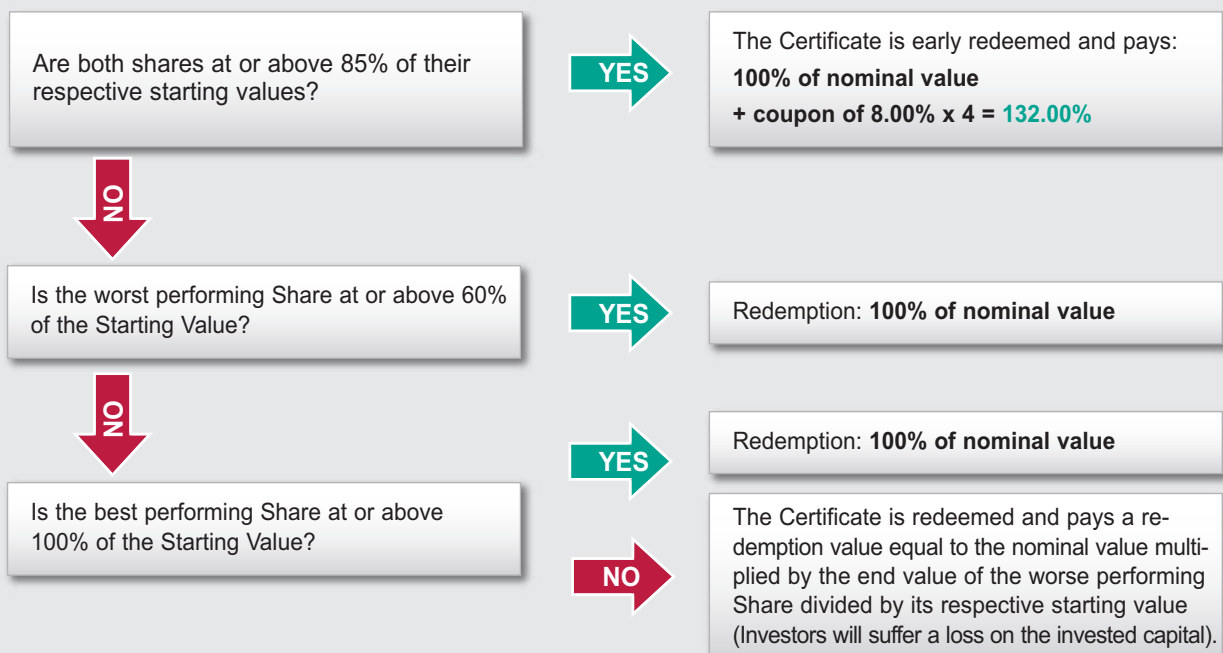 Are both shares at or above 85% of their
respective starting values?
YES
The Certificate is early redeemed and pays:
100% of nominal value
+ coupon of 8.00% x 4 = 132.00%
NO
Is the worst performing Share at or above 60%
of the Starting Value?
YES
Redemption: 100% of nominal value
NO
Is the best performing Share at or above
100% of the Starting Value?
YES
Redemption: 100% of nominal value
NO
The Certificate is redeemed and pays a re-
demption value equal to the nominal value multi-
plied by the end value of the worse performing
Share divided by its respective starting value
(Investors will suffer a loss on the invested capital).